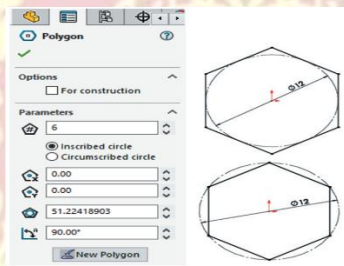 Polygon
Options
For construction
Parameters
6
Inscribed circle
Circumscribed circle
0.00
0.00
51.22418903
90.00°
New Polygon
Ø12
Ø12